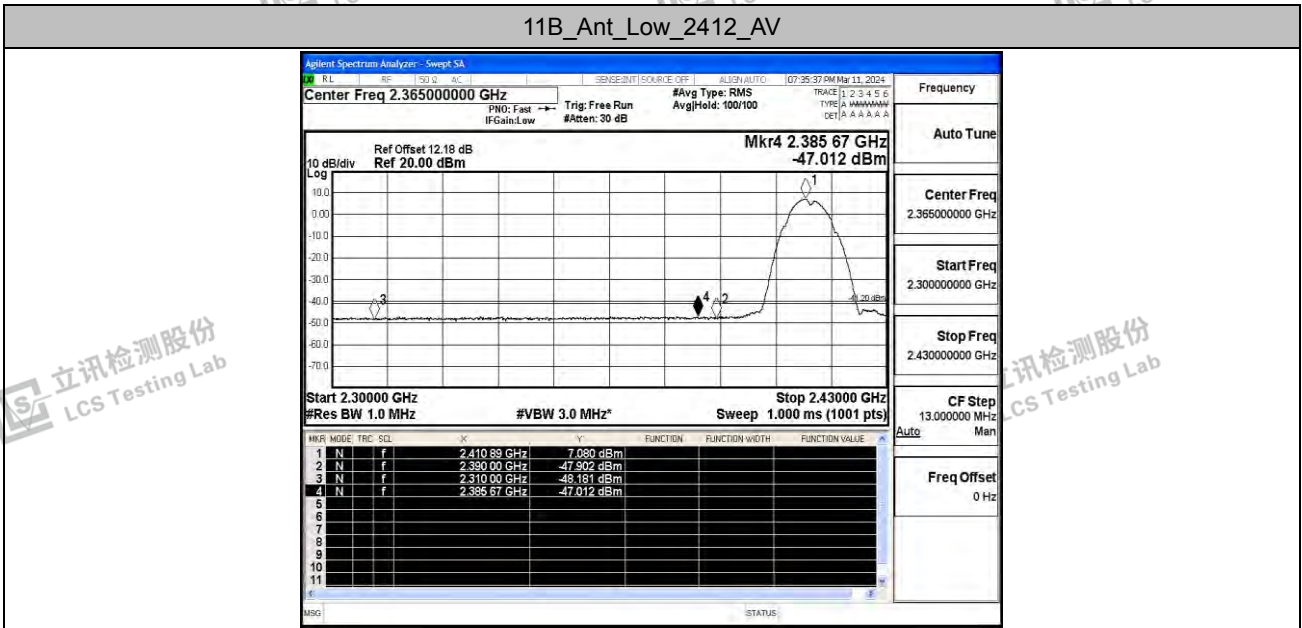 11B_Ant_Low_2412_AV
Agilent Spectrum Analyzer - Swept SA
RL RF 50 Ω AC SENSE:INT SOURCE OFF ALIGN AUTO 07:35:37 PM Mar 11, 2024
Center Freq 2.365000000 GHz
PNO: Fast
IFGain:Low
Trig: Free Run
#Atten: 30 dB
#Avg Type: RMS
Avg|Hold: 100/100
TRACE 1 2 3 4 5 6
TYPE A
DET A A A A A A
Frequency
Auto Tune
Center Freq
2.365000000 GHz
Start Freq
2.300000000 GHz
Stop Freq
2.430000000 GHz
CF Step
13.000000 MHz
Auto Man
Freq Offset
0 Hz
Mkr4 2.385 67 GHz
-47.012 dBm
Ref Offset 12.18 dB
10 dB/div Ref 20.00 dBm
Log
10.0
0.00
-10.0
-20.0
-30.0
-40.0
-50.0
-60.0
-70.0
1
3
4
2
-41.20 dBm
Start 2.30000 GHz Stop 2.43000 GHz
#Res BW 1.0 MHz #VBW 3.0 MHz* Sweep 1.000 ms (1001 pts)
MKR MODE TRC SCL X Y FUNCTION FUNCTION WIDTH FUNCTION VALUE
1 N f 2.410 89 GHz 7.080 dBm
2 N f 2.390 00 GHz -47.902 dBm
3 N f 2.310 00 GHz -48.181 dBm
4 N f 2.385 67 GHz -47.012 dBm
5
6
7
8
9
10
11
MSG STATUS
立讯检测股份
LCS Testing Lab
讯检测股份
LCS Testing Lab